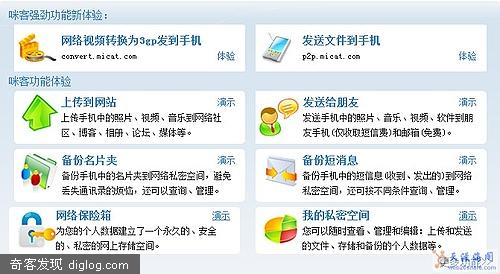 咪客强劲功能新体验:
网络视频转换为3gp发到手机
convert.micat.com
体验
发送文件到手机
p2p.micat.com
体验
咪客功能体验
上传到网站
演示
上传手机中的照片、视频、音乐到网络社
区、博客、相册、论坛、媒体等。
发送给朋友
演示
发送手机中的照片、音乐、视频、软件到朋
友手机(仅收取短信费)和邮箱(免费)。
备份名片夹
演示
备份手机中的名片夹到网络私密空间，避免
丢失通讯录的烦恼，还可以查询、管理。
备份短消息
演示
备份手机中的短信息(收到、发出的)到网络
私密空间，还可按不同条件查询、管理。
网络保险箱
演示
为您的个人数据建立了一个永久的、安全
的、私密的网上存储空间。
我的私密空间
演示
您可以随时查看、管理和编辑：上传与发送
的文件、存储和备份的个人数据等。
奇客发现 diglog.com